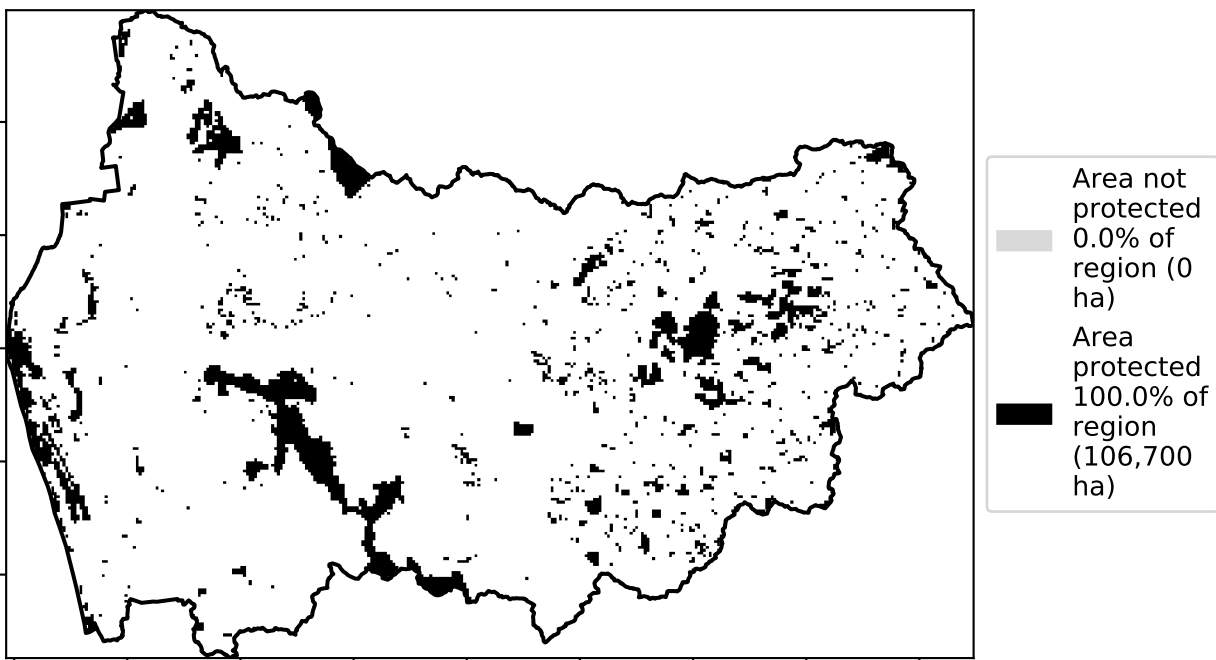 Area not
protected
0.0% of
region (0
ha)
Area
protected
100.0% of
region
(106,700
ha)